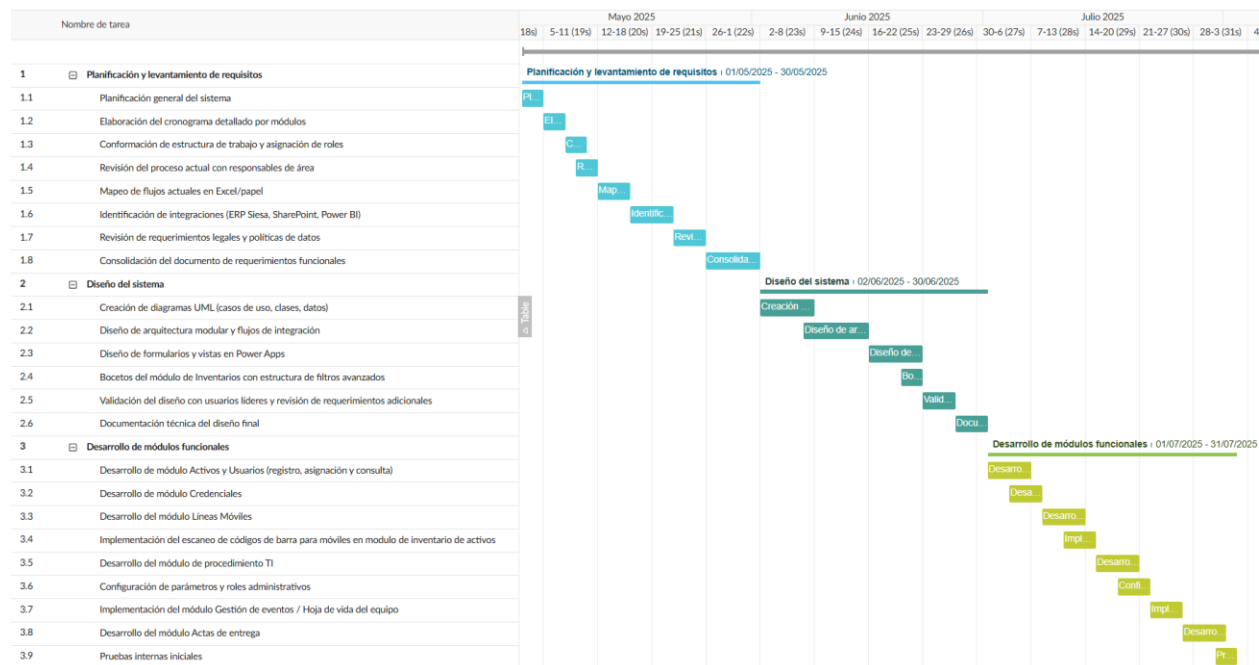 Nombre de tarea
Mayo 2025 Junio 2025 Julio 2025
18s) 5-11 (19s) 12-18 (20s) 19-25 (21s) 26-1 (22s) 2-8 (23s) 9-15 (24s) 16-22 (25s) 23-29 (26s) 30-6 (27s) 7-13 (28s) 14-20 (29s) 21-27 (30s) 28-3 (31s) 4
1 Planificación y levantamiento de requisitos Planificación y levantamiento de requisitos 01/05/2025 - 30/05/2025
1.1 Planificación general del sistema Pl...
1.2 Elaboración del cronograma detallado por módulos El...
1.3 Conformación de estructura de trabajo y asignación de roles C...
1.4 Revisión del proceso actual con responsables de área R...
1.5 Mapeo de flujos actuales en Excel/papel Map...
1.6 Identificación de integraciones (ERP Siesa, SharePoint, Power BI) Identific...
1.7 Revisión de requerimientos legales y políticas de datos Revi...
1.8 Consolidación del documento de requerimientos funcionales Consolida...
2 Diseño del sistema Diseño del sistema 02/06/2025 - 30/06/2025
2.1 Creación de diagramas UML (casos de uso, clases, datos) Table Creación ...
2.2 Diseño de arquitectura modular y flujos de integración Diseño de ar...
2.3 Diseño de formularios y vistas en Power Apps Diseño de...
2.4 Bocetos del módulo de Inventarios con estructura de filtros avanzados Bo...
2.5 Validación del diseño con usuarios líderes y revisión de requerimientos adicionales Valid...
2.6 Documentación técnica del diseño final Docu...
3 Desarrollo de módulos funcionales Desarrollo de módulos funcionales 01/07/2025 - 31/07/2025
3.1 Desarrollo de módulo Activos y Usuarios (registro, asignación y consulta) Desarro...
3.2 Desarrollo de módulo Credenciales Desa...
3.3 Desarrollo del módulo Líneas Móviles Desarro...
3.4 Implementación del escaneo de códigos de barra para móviles en modulo de inventario de activos Impl...
3.5 Desarrollo del módulo de procedimiento TI Desarro...
3.6 Configuración de parámetros y roles administrativos Confi...
3.7 Implementación del módulo Gestión de eventos / Hoja de vida del equipo Impl...
3.8 Desarrollo del módulo Actas de entrega Desarro...
3.9 Pruebas internas iniciales Pr...